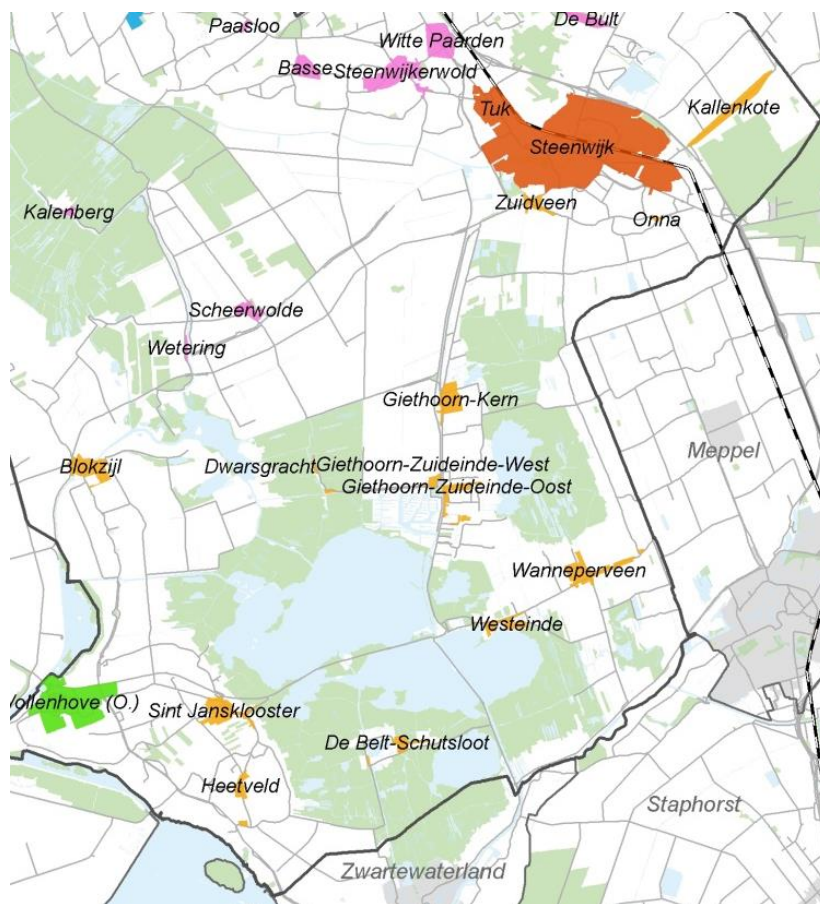 Paasloo
De Bult
Witte Paarden
Basse
Steenwijkerwold
Tuk
Kallenkote
Steenwijk
Zuidveen
Kalenberg
Onna
Scheerwolde
Wetering
Giethoorn-Kern
Meppel
Blokzijl
Dwarsgracht
Giethoorn-Zuideinde-West
Giethoorn-Zuideinde-Oost
Wanneperveen
Westeinde
Vollenhove (O.)
Sint Jansklooster
De Belt-Schutsloot
Heetveld
Staphorst
Zwartewaterland